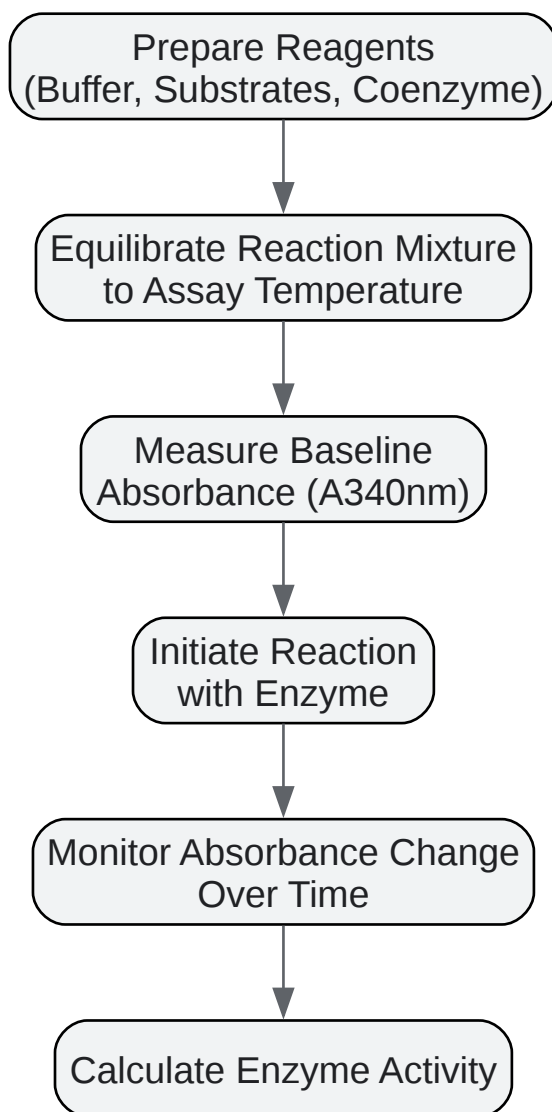 Prepare Reagents
(Buffer, Substrates, Coenzyme)
Equilibrate Reaction Mixture
to Assay Temperature
Measure Baseline
Absorbance (A340nm)
Initiate Reaction
with Enzyme
Monitor Absorbance Change
Over Time
Calculate Enzyme Activity